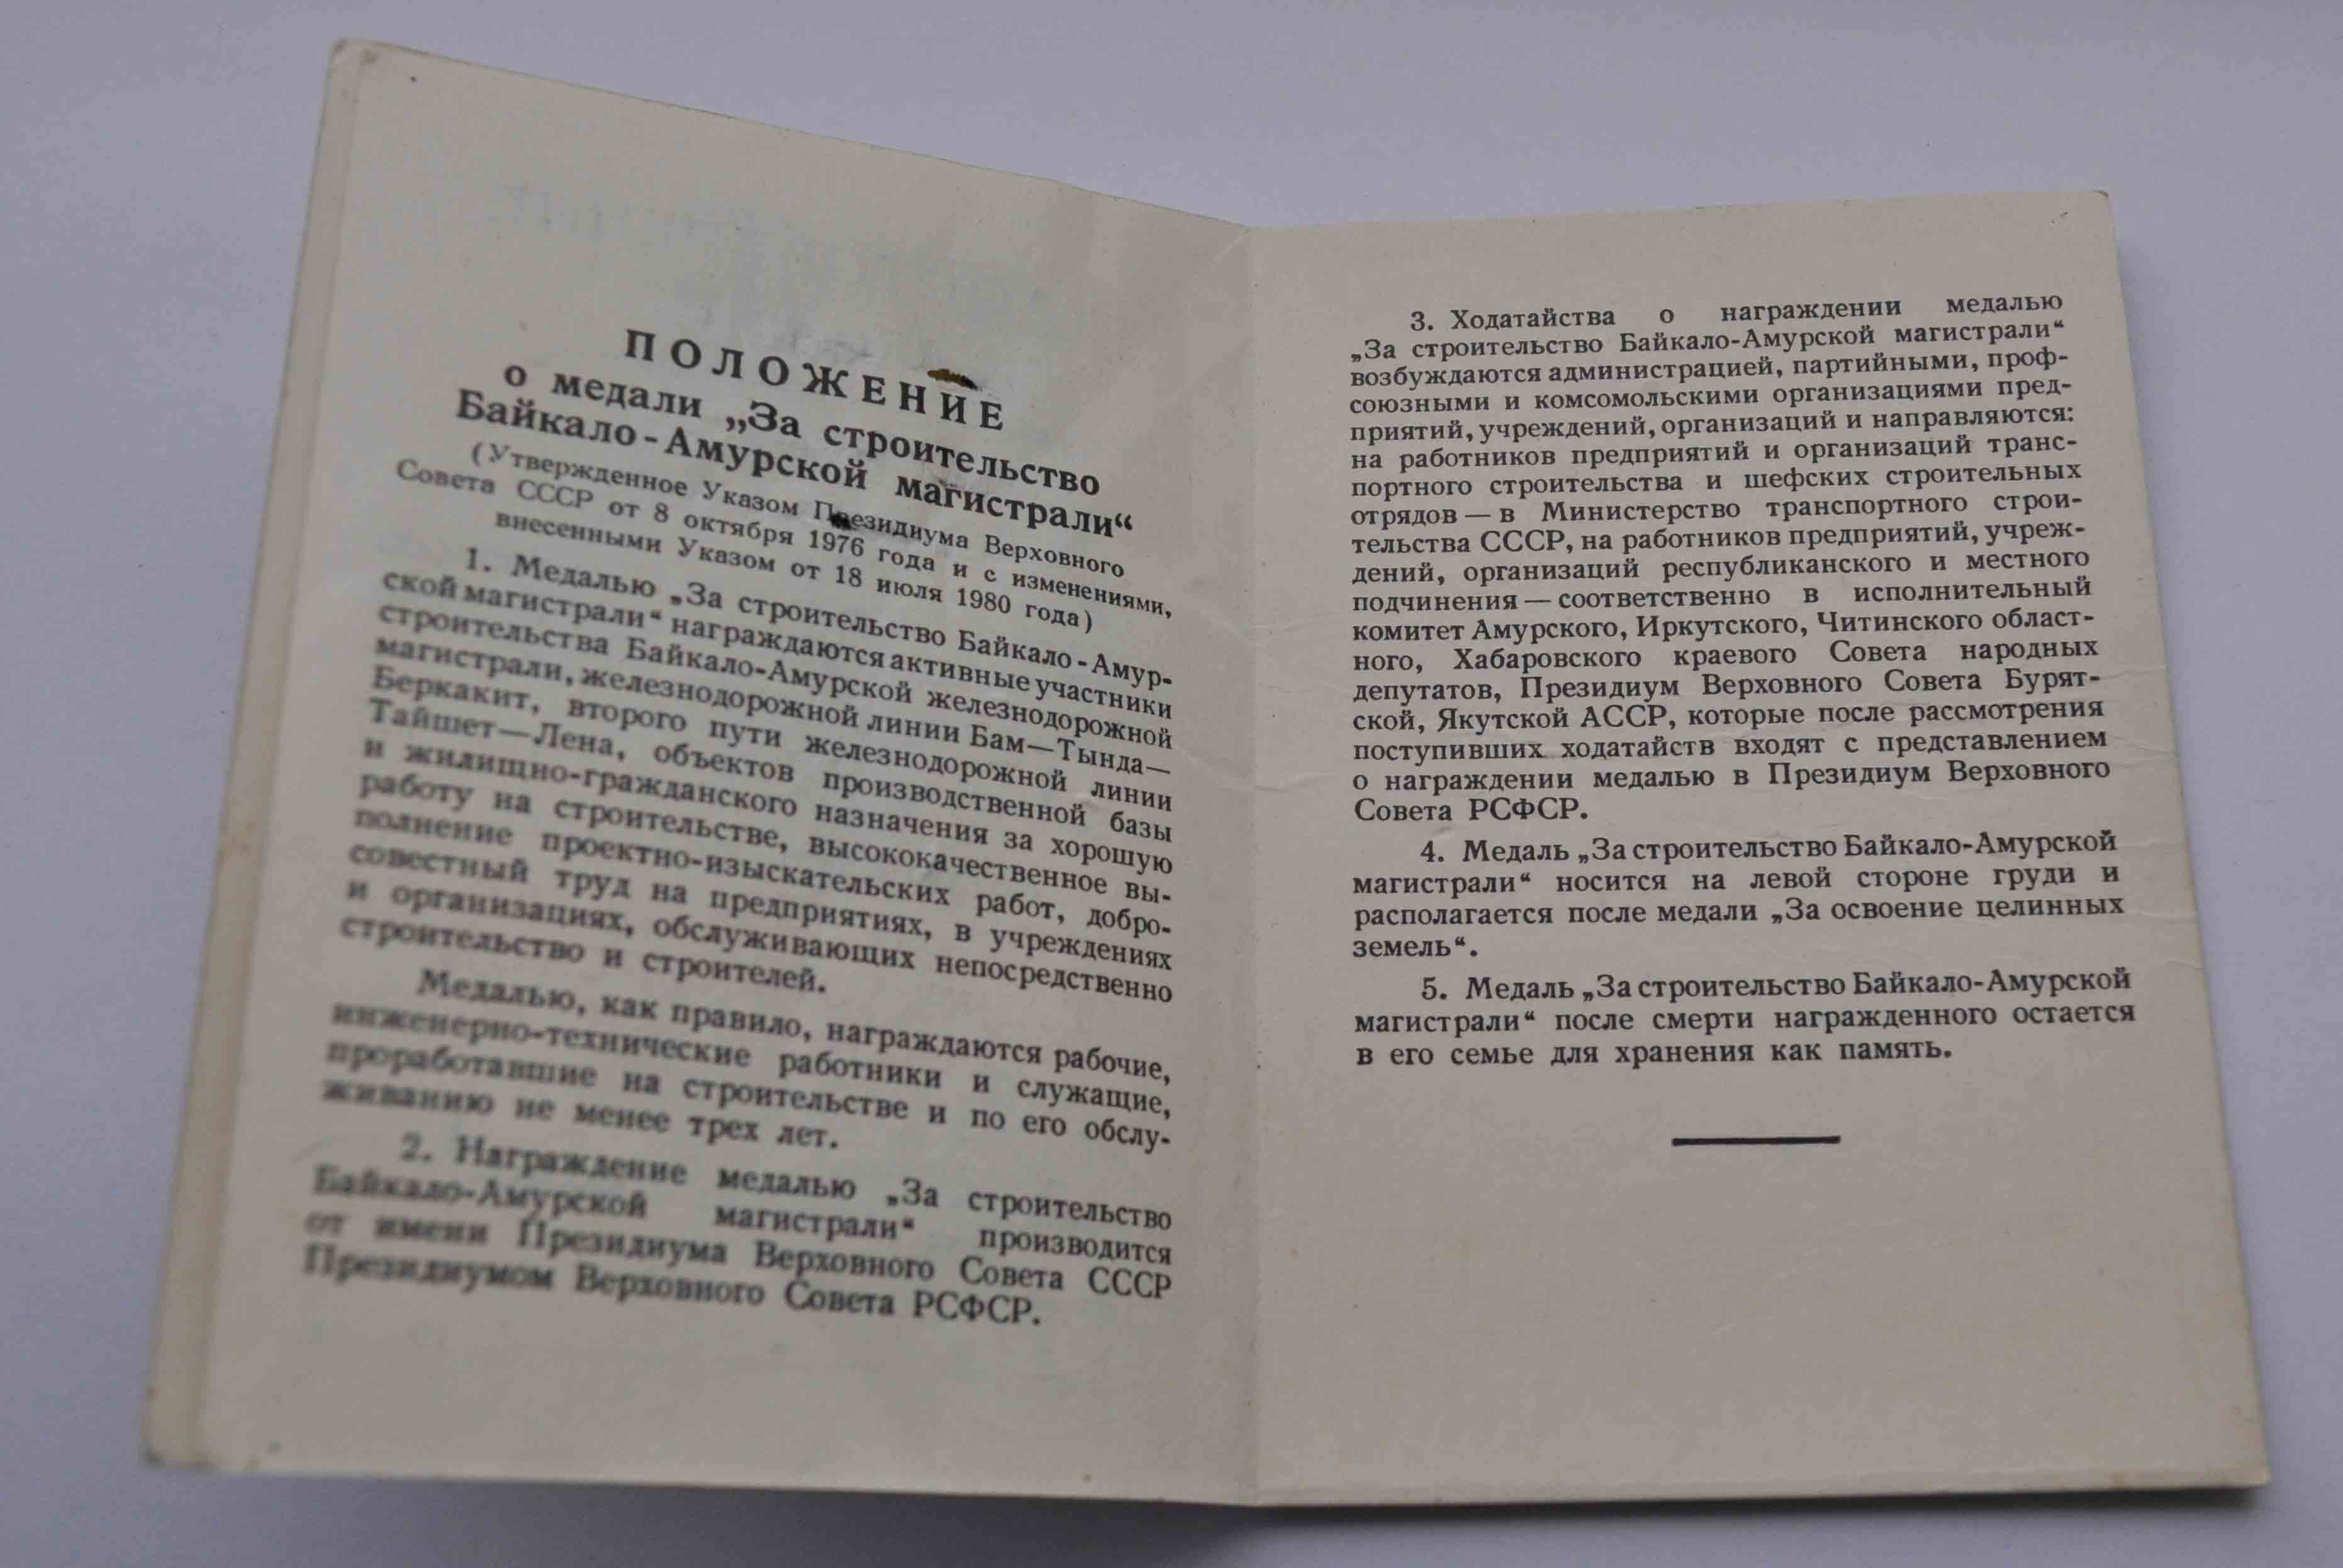 ПОЛОЖЕНИЕ
о медали „За строительство
Байкало-Амурской магистрали“
(Утвержденное Указом Президиума Верховного
Совета СССР от 8 октября 1976 года и с изменениями,
внесенными Указом от 18 июля 1980 года)
1. Медалью „За строительство Байкало-Амур-
ской магистрали“ награждаются активные участники
строительства Байкало-Амурской железнодорожной
магистрали, железнодорожной линии Бам—Тында—
Беркакит, второго пути железнодорожной линии
Тайшет—Лена, объектов производственной базы
и жилищно-гражданского назначения за хорошую
работу на строительстве, высококачественное вы-
полнение проектно-изыскательских работ, добро-
совестный труд на предприятиях, в учреждениях
и организациях, обслуживающих непосредственно
строительство и строителей.
Медалью, как правило, награждаются рабочие,
инженерно-технические работники и служащие,
проработавшие на строительстве и по его обслу-
живанию не менее трех лет.
2. Награждение медалью „За строительство
Байкало-Амурской магистрали“ производится
от имени Президиума Верховного Совета СССР
Президиумом Верховного Совета РСФСР.
3. Ходатайства о награждении медалью
„За строительство Байкало-Амурской магистрали“
возбуждаются администрацией, партийными, проф-
союзными и комсомольскими организациями пред-
приятий, учреждений, организаций и направляются:
на работников предприятий и организаций транс-
портного строительства и шефских строительных
отрядов — в Министерство транспортного строи-
тельства СССР, на работников предприятий, учреж-
дений, организаций республиканского и местного
подчинения — соответственно в исполнительный
комитет Амурского, Иркутского, Читинского област-
ного, Хабаровского краевого Совета народных
депутатов, Президиум Верховного Совета Бурят-
ской, Якутской АССР, которые после рассмотрения
поступивших ходатайств входят с представлением
о награждении медалью в Президиум Верховного
Совета РСФСР.
4. Медаль „За строительство Байкало-Амурской
магистрали“ носится на левой стороне груди и
располагается после медали „За освоение целинных
земель“.
5. Медаль „За строительство Байкало-Амурской
магистрали“ после смерти награжденного остается
в его семье для хранения как память.